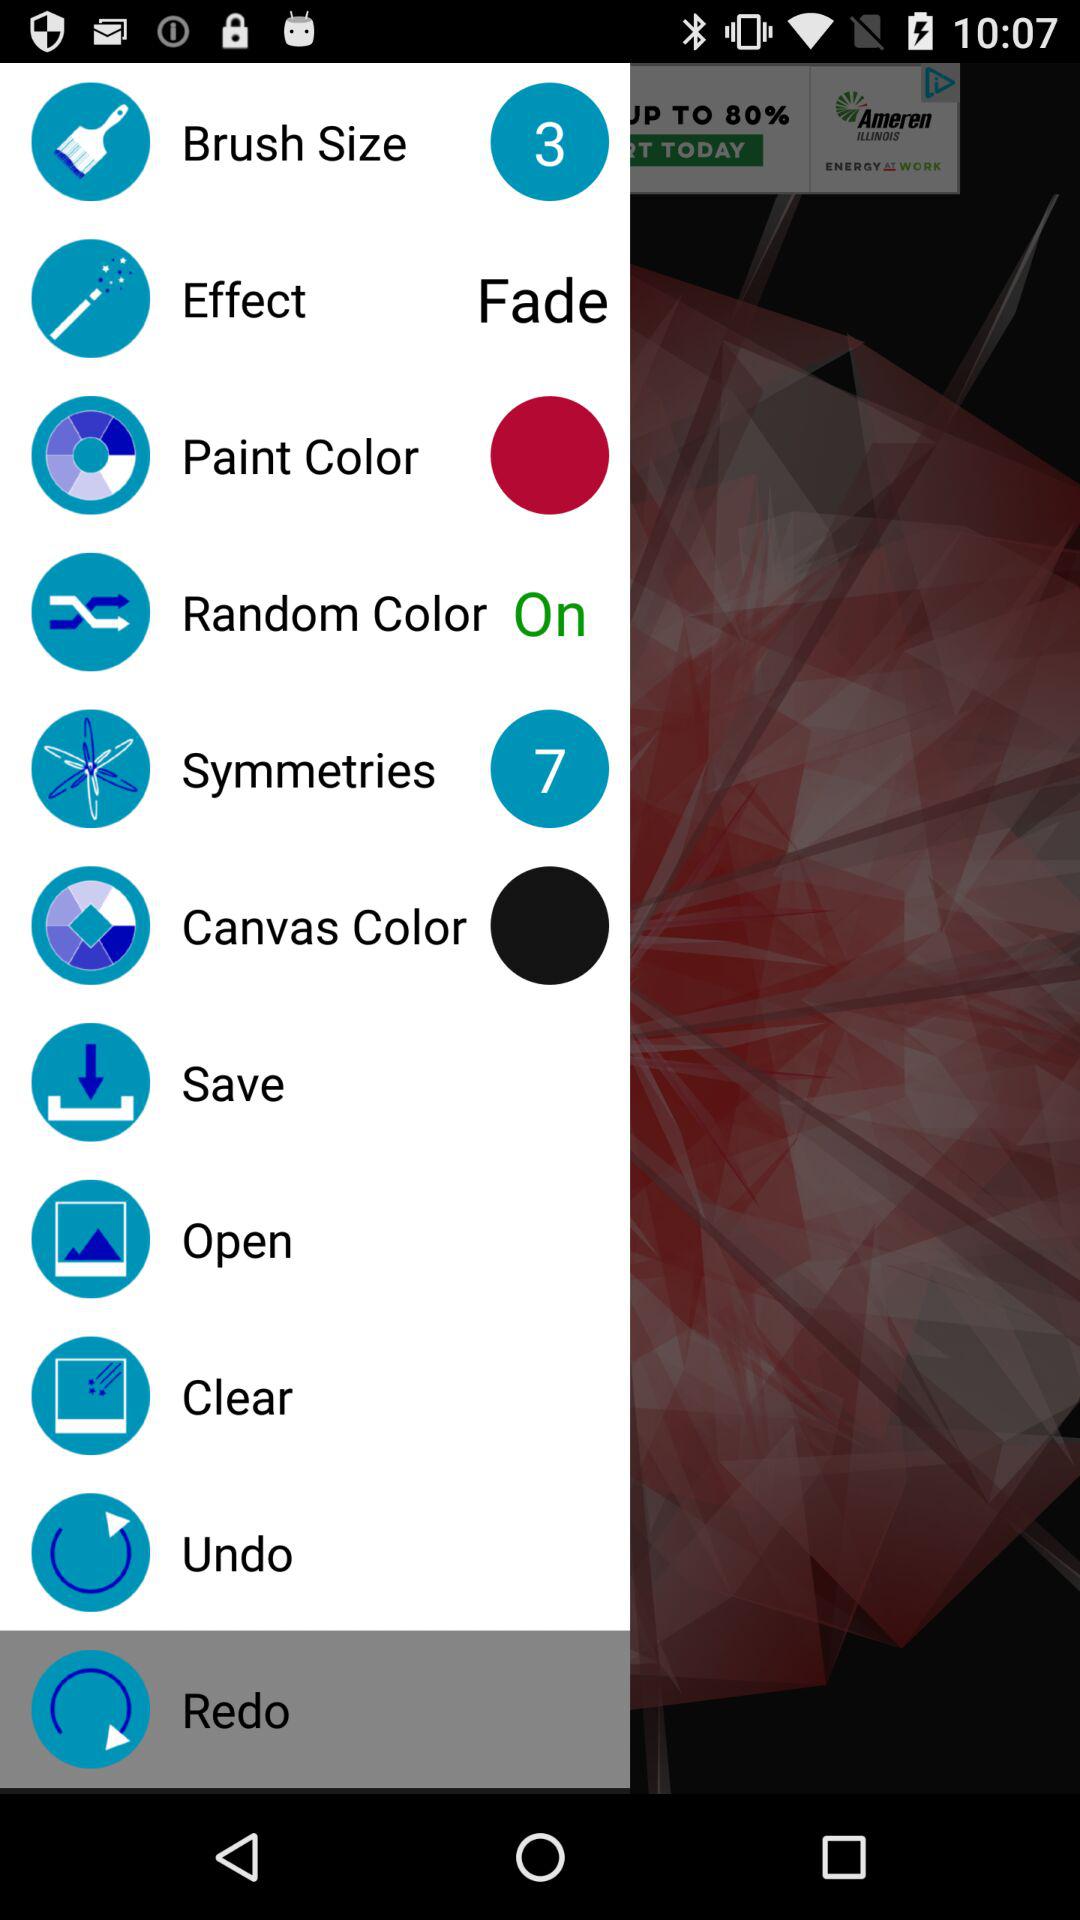 10:07
Brush Size 3
UP TO 80%
RT TODAY
Ameren
ILLINOIS
ENERGY AT WORK
Effect Fade
Paint Color
Random Color On
Symmetries 7
Canvas Color
Save
Open
Clear
Undo
Redo